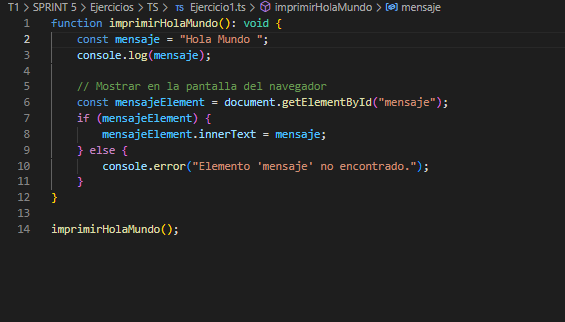 T1 > SPRINT 5 > Ejercicios > TS > TS Ejercicio1.ts > imprimirHolaMundo > mensaje
1 function imprimirHolaMundo(): void {
2 const mensaje = "Hola Mundo ";
3 console.log(mensaje);
4
5 // Mostrar en la pantalla del navegador
6 const mensajeElement = document.getElementById("mensaje");
7 if (mensajeElement) {
8 mensajeElement.innerText = mensaje;
9 } else {
10 console.error("Elemento 'mensaje' no encontrado.");
11 }
12 }
13
14 imprimirHolaMundo();